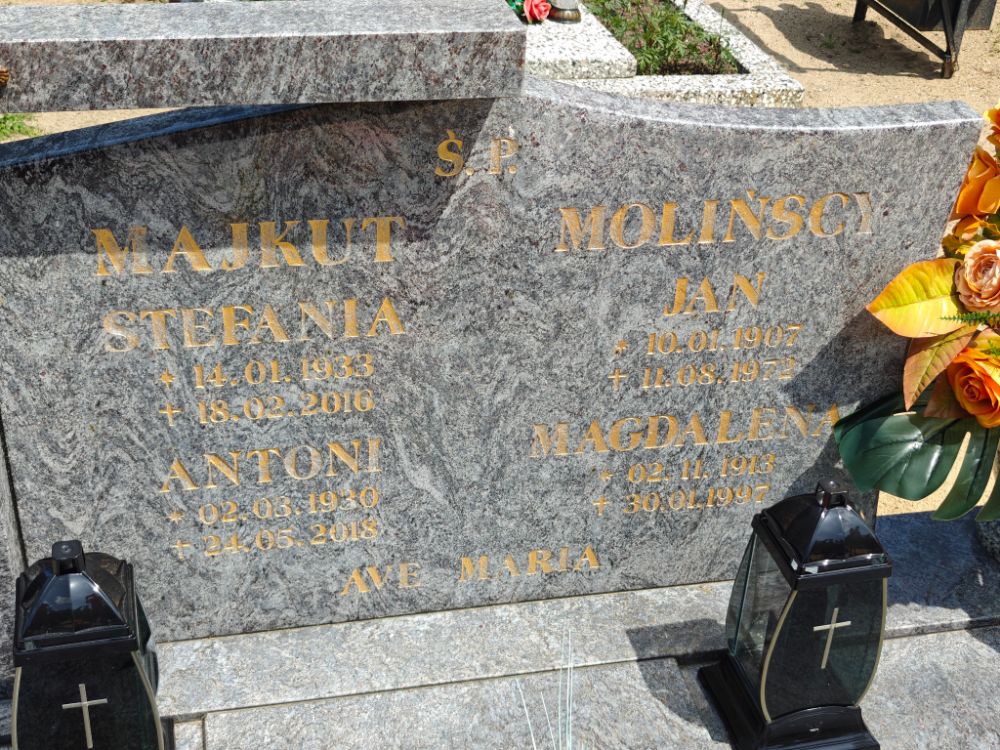 Ś. P.
MAJKUT
STEFANIA
* 14.01.1933
+ 18.02.2016
ANTONI
* 02.03.1930
+ 24.05.2018
MOLIŃSCY
JAN
* 10.01.1907
+ 11.08.1972
MAGDALENA
* 02.11.1913
+ 30.01.1997
AVE MARIA